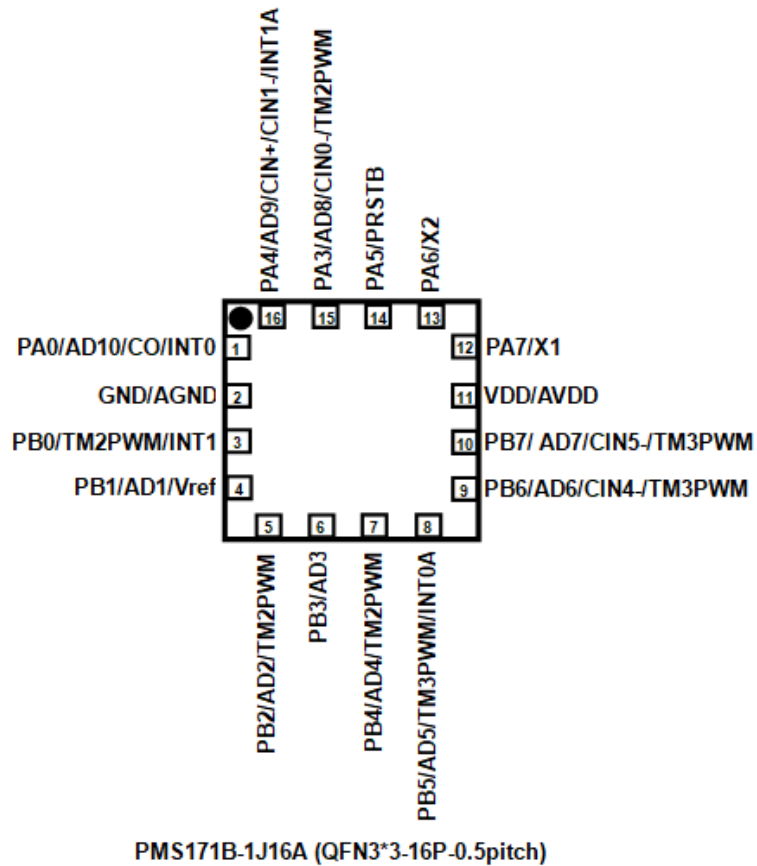 PA4/AD9/CIN+/CIN1-/INT1A
PA3/AD8/CIN0-/TM2PWM
PA5/PRSTB
PA6/X2
16
15
14
13
PA0/AD10/CO/INT0
1
12
PA7/X1
GND/AGND
2
11
VDD/AVDD
PB0/TM2PWM/INT1
3
10
PB7/ AD7/CIN5-/TM3PWM
PB1/AD1/Vref
4
9
PB6/AD6/CIN4-/TM3PWM
5
6
7
8
PB2/AD2/TM2PWM
PB3/AD3
PB4/AD4/TM2PWM
PB5/AD5/TM3PWM/INT0A
PMS171B-1J16A (QFN3*3-16P-0.5pitch)